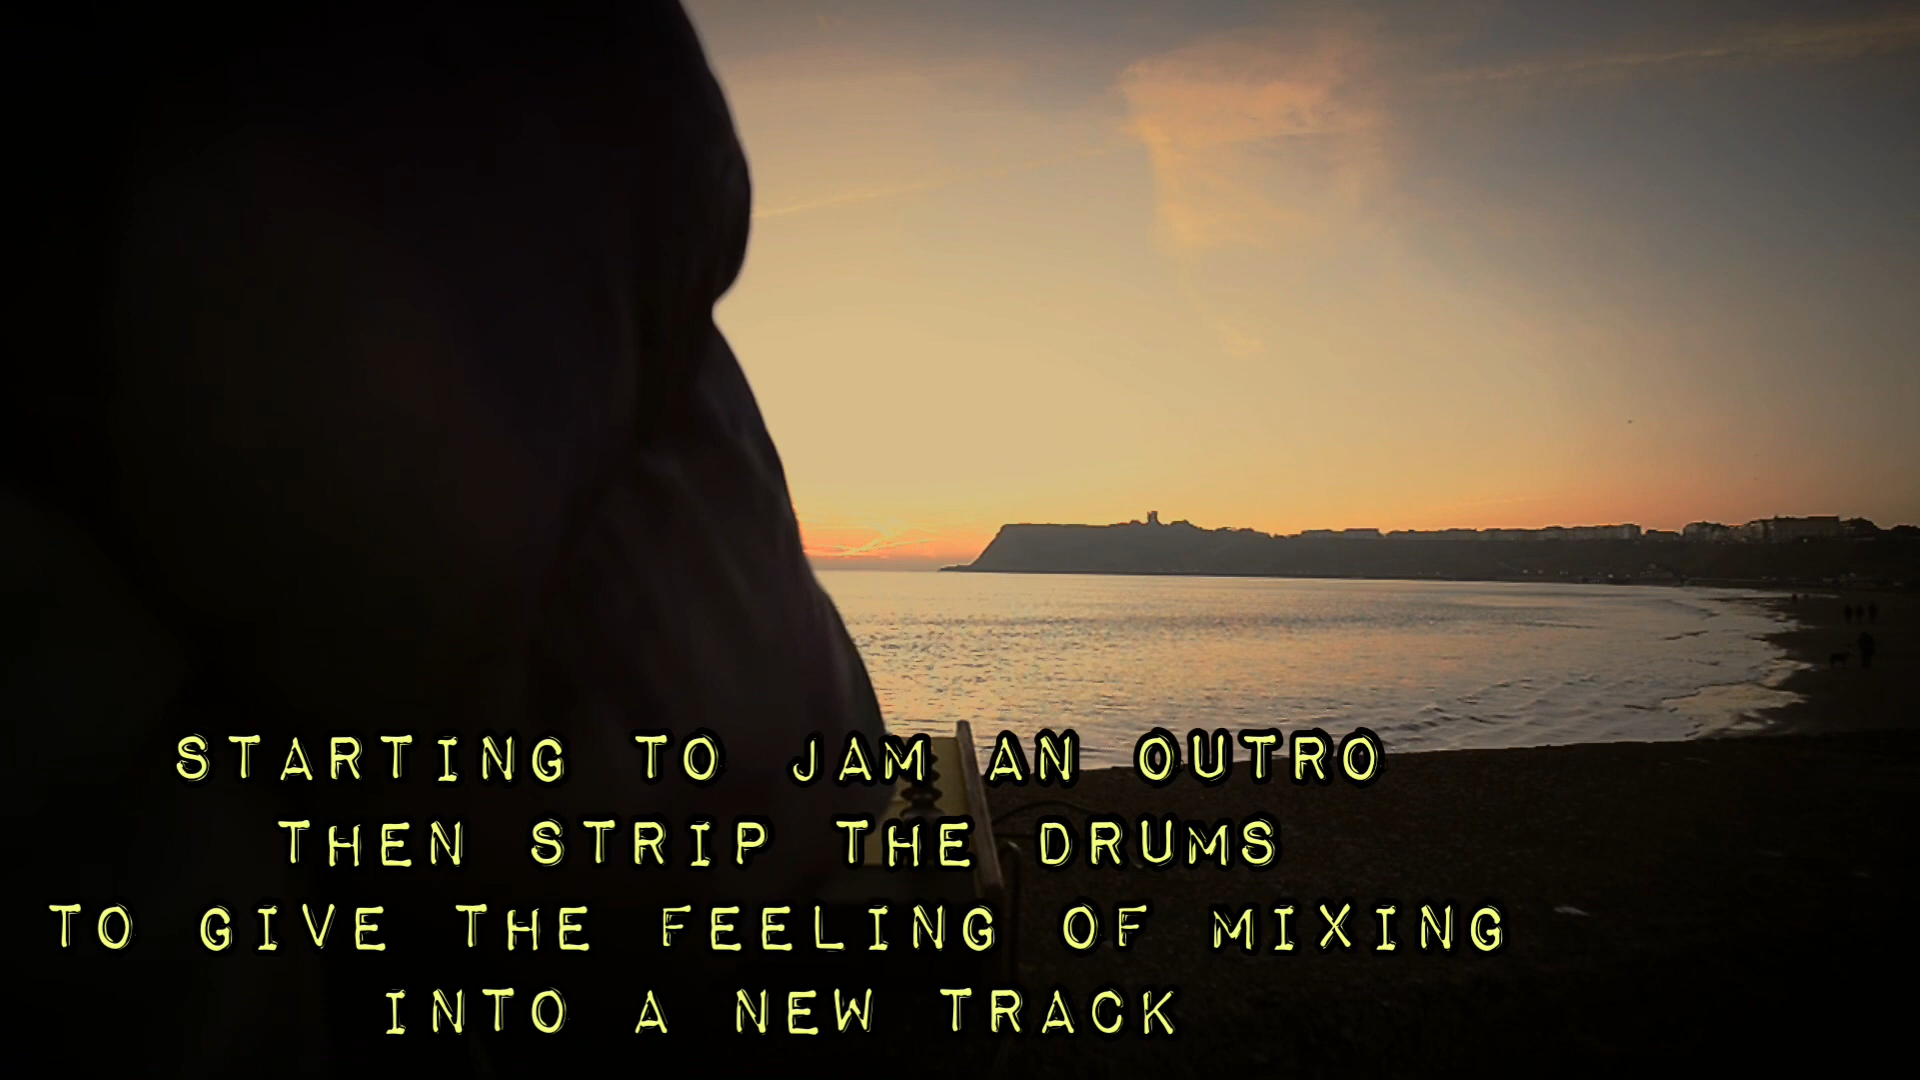 STARTING TO JAM AN OUTRO
THEN STRIP THE DRUMS
TO GIVE THE FEELING OF MIXING
INTO A NEW TRACK